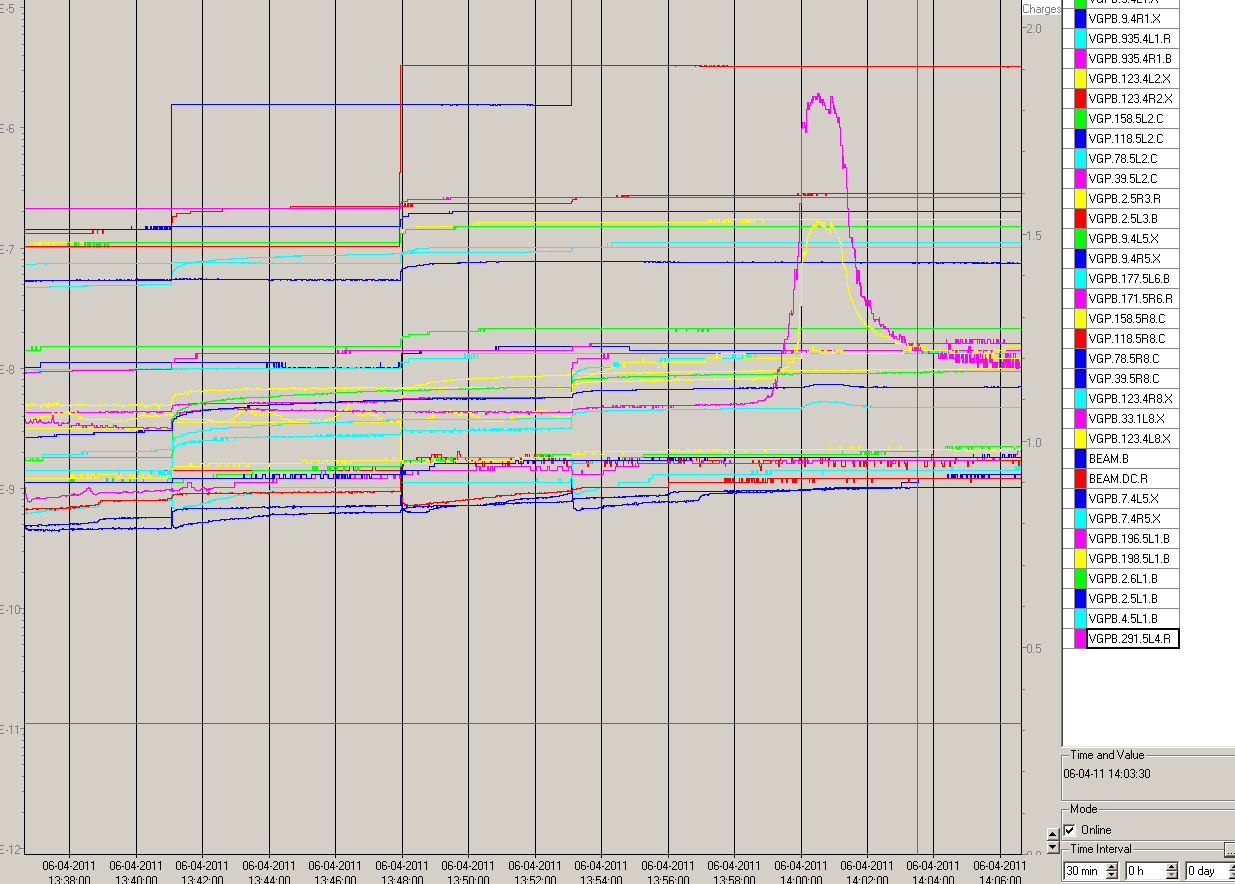 E-5
E-6
E-7
E-8
E-9
E-10
E-11
E-12
Charges
2.0
1.5
1.0
0.5
06-04-2011 06-04-2011 06-04-2011 06-04-2011 06-04-2011 06-04-2011 06-04-2011 06-04-2011 06-04-2011 06-04-2011 06-04-2011 06-04-2011 06-04-2011 06-04-2011 06-04-2011
13:38:00 13:40:00 13:42:00 13:44:00 13:46:00 13:48:00 13:50:00 13:52:00 13:54:00 13:56:00 13:58:00 14:00:00 14:02:00 14:04:00 14:06:00
VGPB.9.4R1.X
VGPB.935.4L1.R
VGPB.935.4R1.B
VGPB.123.4L2.X
VGPB.123.4R2.X
VGP.158.5L2.C
VGP.118.5L2.C
VGP.78.5L2.C
VGP.39.5L2.C
VGPB.2.5R3.R
VGPB.2.5L3.B
VGPB.9.4L5.X
VGPB.9.4R5.X
VGPB.177.5L6.B
VGPB.171.5R6.R
VGP.158.5R8.C
VGP.118.5R8.C
VGP.78.5R8.C
VGP.39.5R8.C
VGPB.123.4R8.X
VGPB.33.1L8.X
VGPB.123.4L8.X
BEAM.B
BEAM.DC.R
VGPB.7.4L5.X
VGPB.7.4R5.X
VGPB.196.5L1.B
VGPB.198.5L1.B
VGPB.2.6L1.B
VGPB.2.5L1.B
VGPB.4.5L1.B
VGPB.291.5L4.R
Time and Value
06-04-11 14:03:30
Mode
Online
Time Interval
...
30 min 0 h 0 day